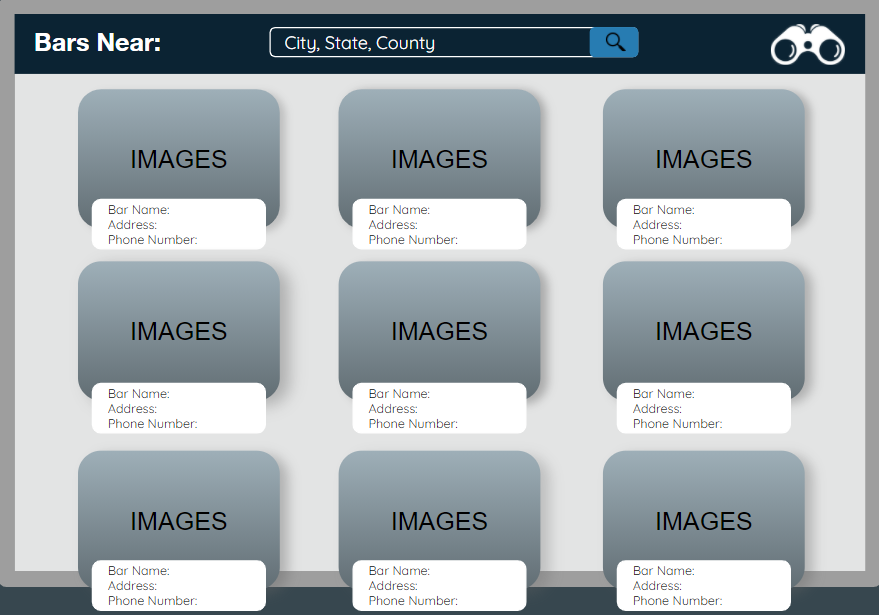 Bars Near:
City, State, County
IMAGES
IMAGES
IMAGES
Bar Name:
Address:
Phone Number:
Bar Name:
Address:
Phone Number:
Bar Name:
Address:
Phone Number:
IMAGES
IMAGES
IMAGES
Bar Name:
Address:
Phone Number:
Bar Name:
Address:
Phone Number:
Bar Name:
Address:
Phone Number:
IMAGES
IMAGES
IMAGES
Bar Name:
Address:
Phone Number:
Bar Name:
Address:
Phone Number:
Bar Name:
Address:
Phone Number: